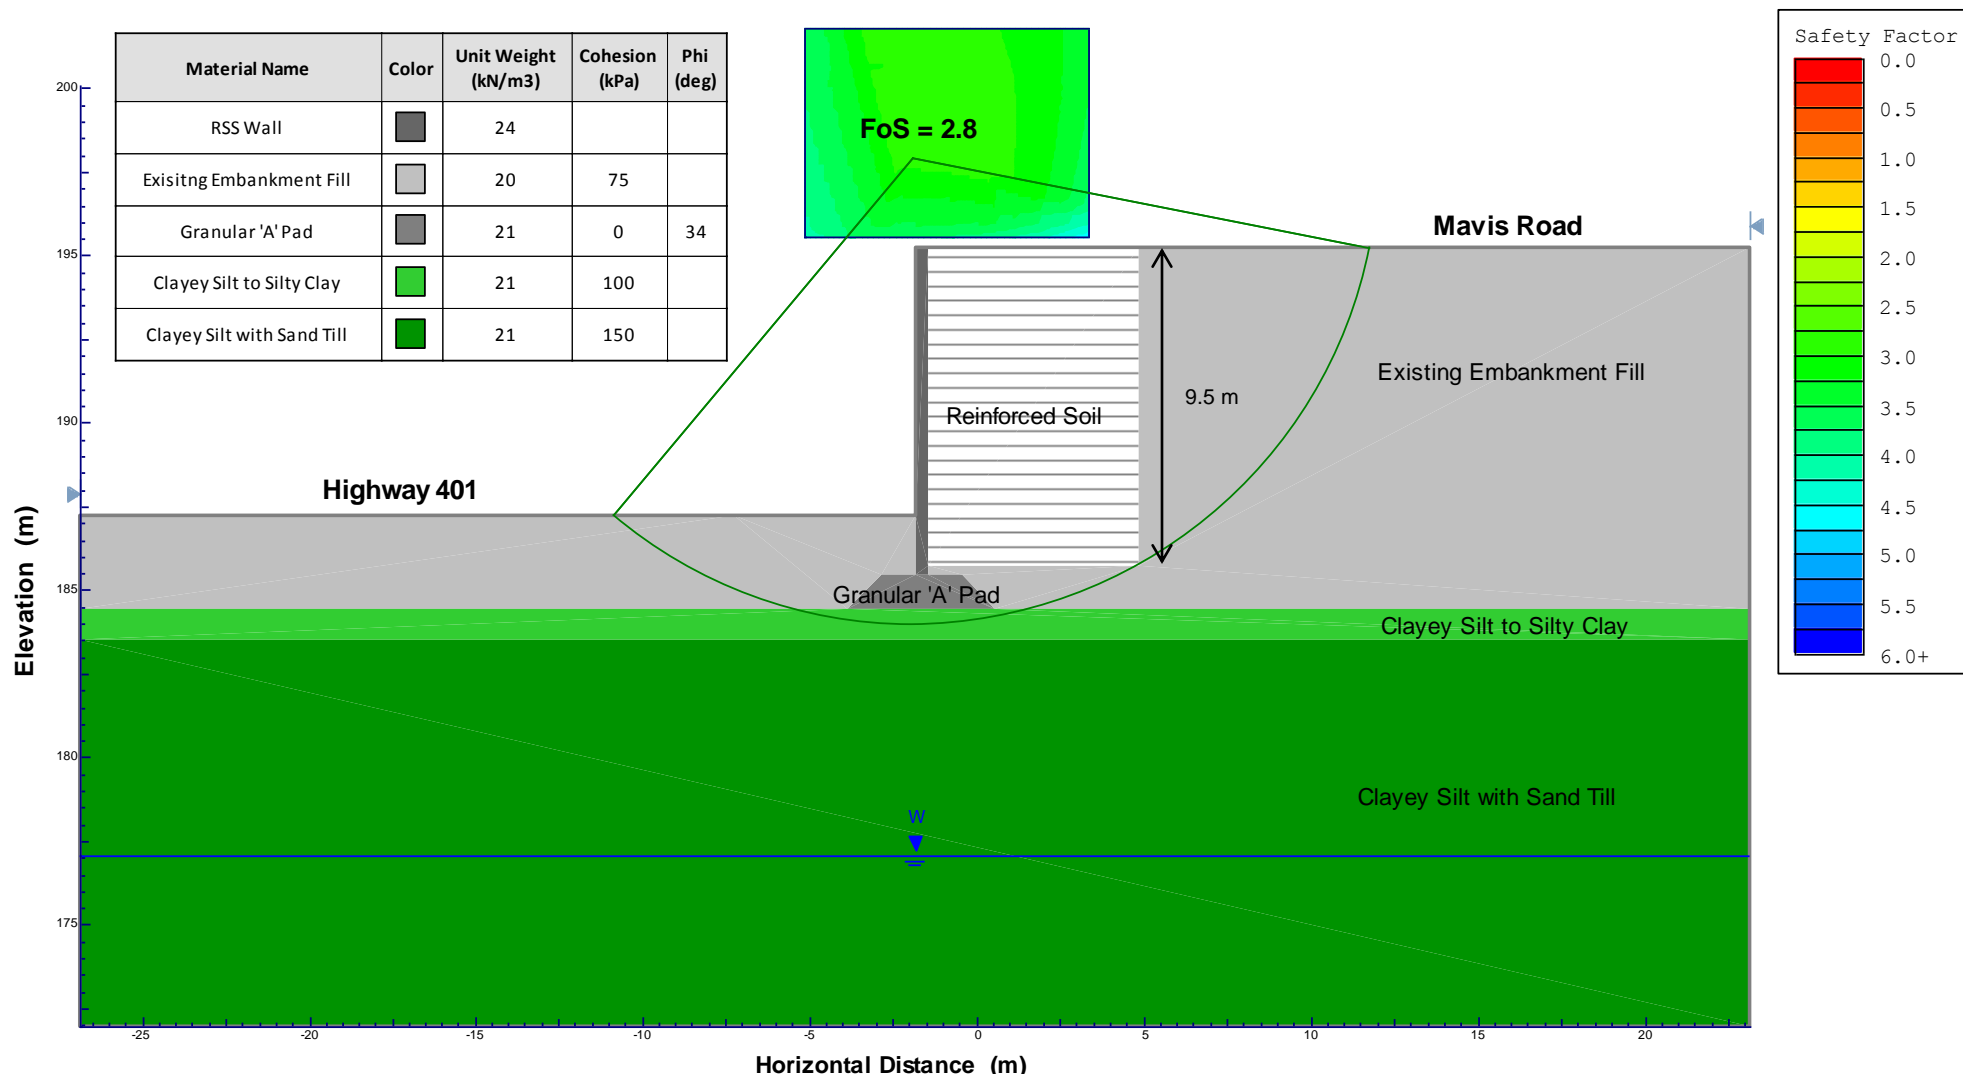 Material Name Color Unit Weight (kN/m3) Cohesion (kPa) Phi (deg)
RSS Wall 24
Exisitng Embankment Fill 20 75
Granular 'A' Pad 21 0 34
Clayey Silt to Silty Clay 21 100
Clayey Silt with Sand Till 21 150
FoS = 2.8
Safety Factor
0.0
0.5
1.0
1.5
2.0
2.5
3.0
3.5
4.0
4.5
5.0
5.5
6.0+
Mavis Road
Existing Embankment Fill
9.5 m
Reinforced Soil
Highway 401
Granular 'A' Pad
Clayey Silt to Silty Clay
Clayey Silt with Sand Till
W
200
195
190
185
180
175
Elevation (m)
-25 -20 -15 -10 -5 0 5 10 15 20
Horizontal Distance (m)